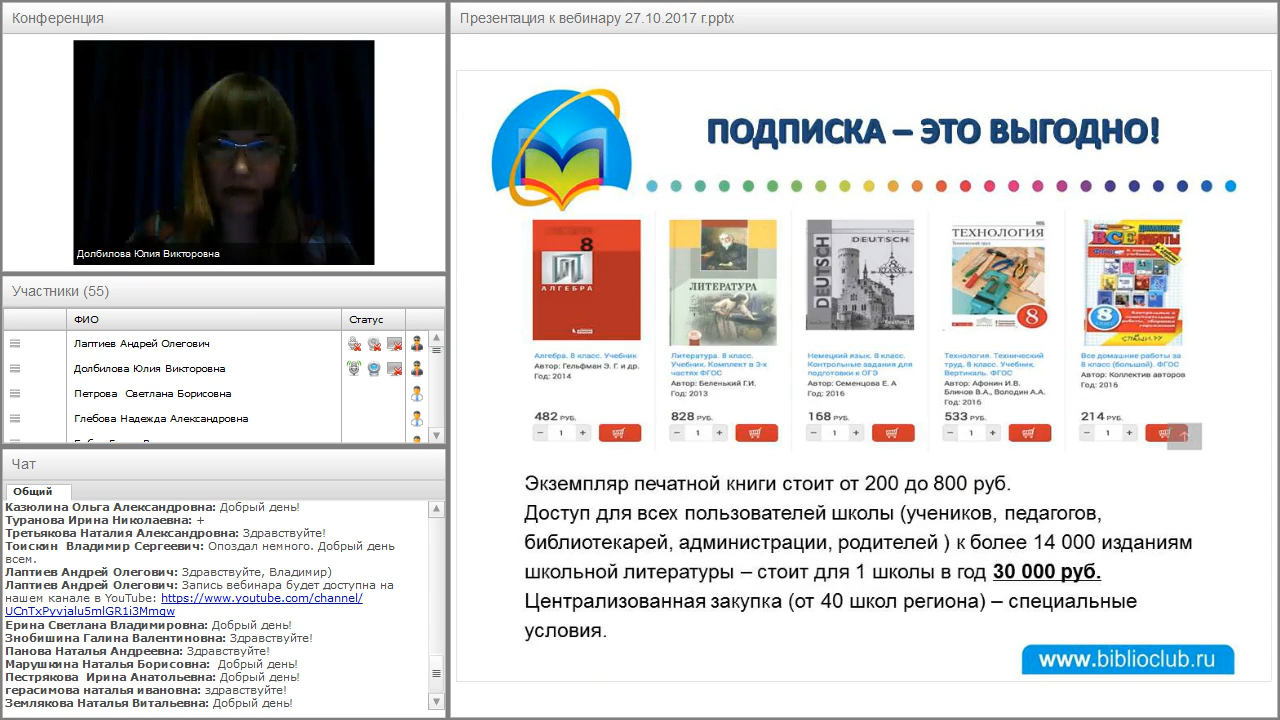 Конференция
Долбилова Юлия Викторовна
Участники (55)
ФИО
Статус
Лаптиев Андрей Олегович
Долбилова Юлия Викторовна
Петрова Светлана Борисовна
Глебова Надежда Александровна
Чат
Общий
Казюлина Ольга Александровна: Добрый день!
Туранова Ирина Николаевна: +
Третьякова Наталия Александровна: Здравствуйте!
Тоискин Владимир Сергеевич: Опоздал немного. Добрый день
всем.
Лаптиев Андрей Олегович: Здравствуйте, Владимир)
Лаптиев Андрей Олегович: Запись вебинара будет доступна на
нашем канале в YouTube: https://www.youtube.com/channel/
UCnTxPyvjalu5mlGR1i3Mmqw
Ерина Светлана Владимировна: Добрый день!
Знобишина Галина Валентиновна: Здравствуйте!
Панова Наталья Андреевна: Здравствуйте!
Марушкина Наталья Борисовна: Добрый день!
Пестрякова Ирина Анатольевна: Добрый день!
герасимова наталья ивановна: здравствуйте!
Землякова Наталья Витальевна: Добрый день!
Презентация к вебинару 27.10.2017 г.pptx
ПОДПИСКА – ЭТО ВЫГОДНО!
8
АЛГЕБРА
ЛИТЕРАТУРА
DEUTSCH
DEUTSCH
ТЕХНОЛОГИЯ
8
ДОМАШНИЕ
ВСЕ РАБОТЫ
8
Алгебра. 8 класс. Учебник
Автор: Гельфман Э. Г. и др.
Год: 2014
482 РУБ.
1
Литература. 8 класс.
Учебник. Комплект в 3-х
частях ФГОС
Автор: Беленький Г.И.
Год: 2013
828 РУБ.
1
Немецкий язык. 8 класс.
Контрольные задания для
подготовки к ОГЭ
Автор: Семенцова Е. А
Год: 2016
168 РУБ.
1
Технология. Технический
труд. 8 класс. Учебник.
Вертикаль. ФГОС
Автор: Афонин И.В.
Блинов В.А., Володин А.А.
Год: 2016
533 РУБ.
1
Все домашние работы за
8 класс (большой). ФГОС
Автор: Коллектив авторов
Год: 2016
214 РУБ.
1
Экземпляр печатной книги стоит от 200 до 800 руб.
Доступ для всех пользователей школы (учеников, педагогов,
библиотекарей, администрации, родителей ) к более 14 000 изданиям
школьной литературы – стоит для 1 школы в год 30 000 руб.
Централизованная закупка (от 40 школ региона) – специальные
условия.
www.biblioclub.ru